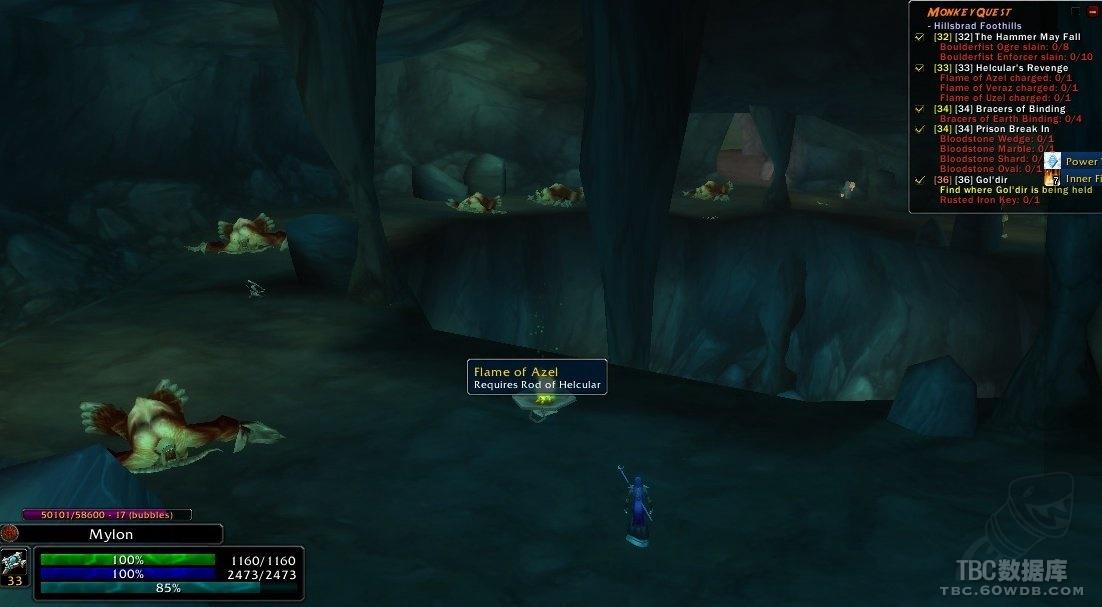 MonkeyQuest
- Hillsbrad Foothills
[32] [32] The Hammer May Fall
Boulderfist Ogre slain: 0/8
Boulderfist Enforcer slain: 0/10
[33] [33] Helcular's Revenge
Flame of Azel charged: 0/1
Flame of Veraz charged: 0/1
Flame of Uzel charged: 0/1
[34] [34] Bracers of Binding
Bracers of Earth Binding: 0/4
[34] [34] Prison Break In
Bloodstone Wedge: 0/1
Bloodstone Marble: 0/1
Bloodstone Shard: 0/
Bloodstone Oval: 0/1
Power
7 Inner Fi
[36] [36] Gol'dir
Find where Gol'dir is being held
Rusted Iron Key: 0/1
Flame of Azel
Requires Rod of Helcular
50101/58600 - 17 (bubbles)
Mylon
100% 1160/1160
100% 2473/2473
33
85%
TBC数据库
TBC.60WDB.COM